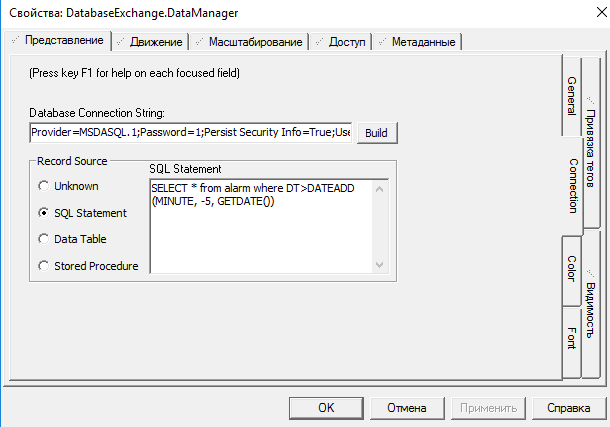 Свойства: DatabaseExchange.DataManager
Представление
Движение
Масштабирование
Доступ
Метаданные
(Press key F1 for help on each focused field)
Database Connection String:
Provider=MSDASQL.1;Password=1;Persist Security Info=True;Use
Build
Record Source
SQL Statement
Unknown
SQL Statement
Data Table
Stored Procedure
SELECT * from alarm where DT>DATEADD
(MINUTE, -5, GETDATE())
General
Connection
Color
Font
Привязка тегов
Видимость
OK
Отмена
Применить
Справка